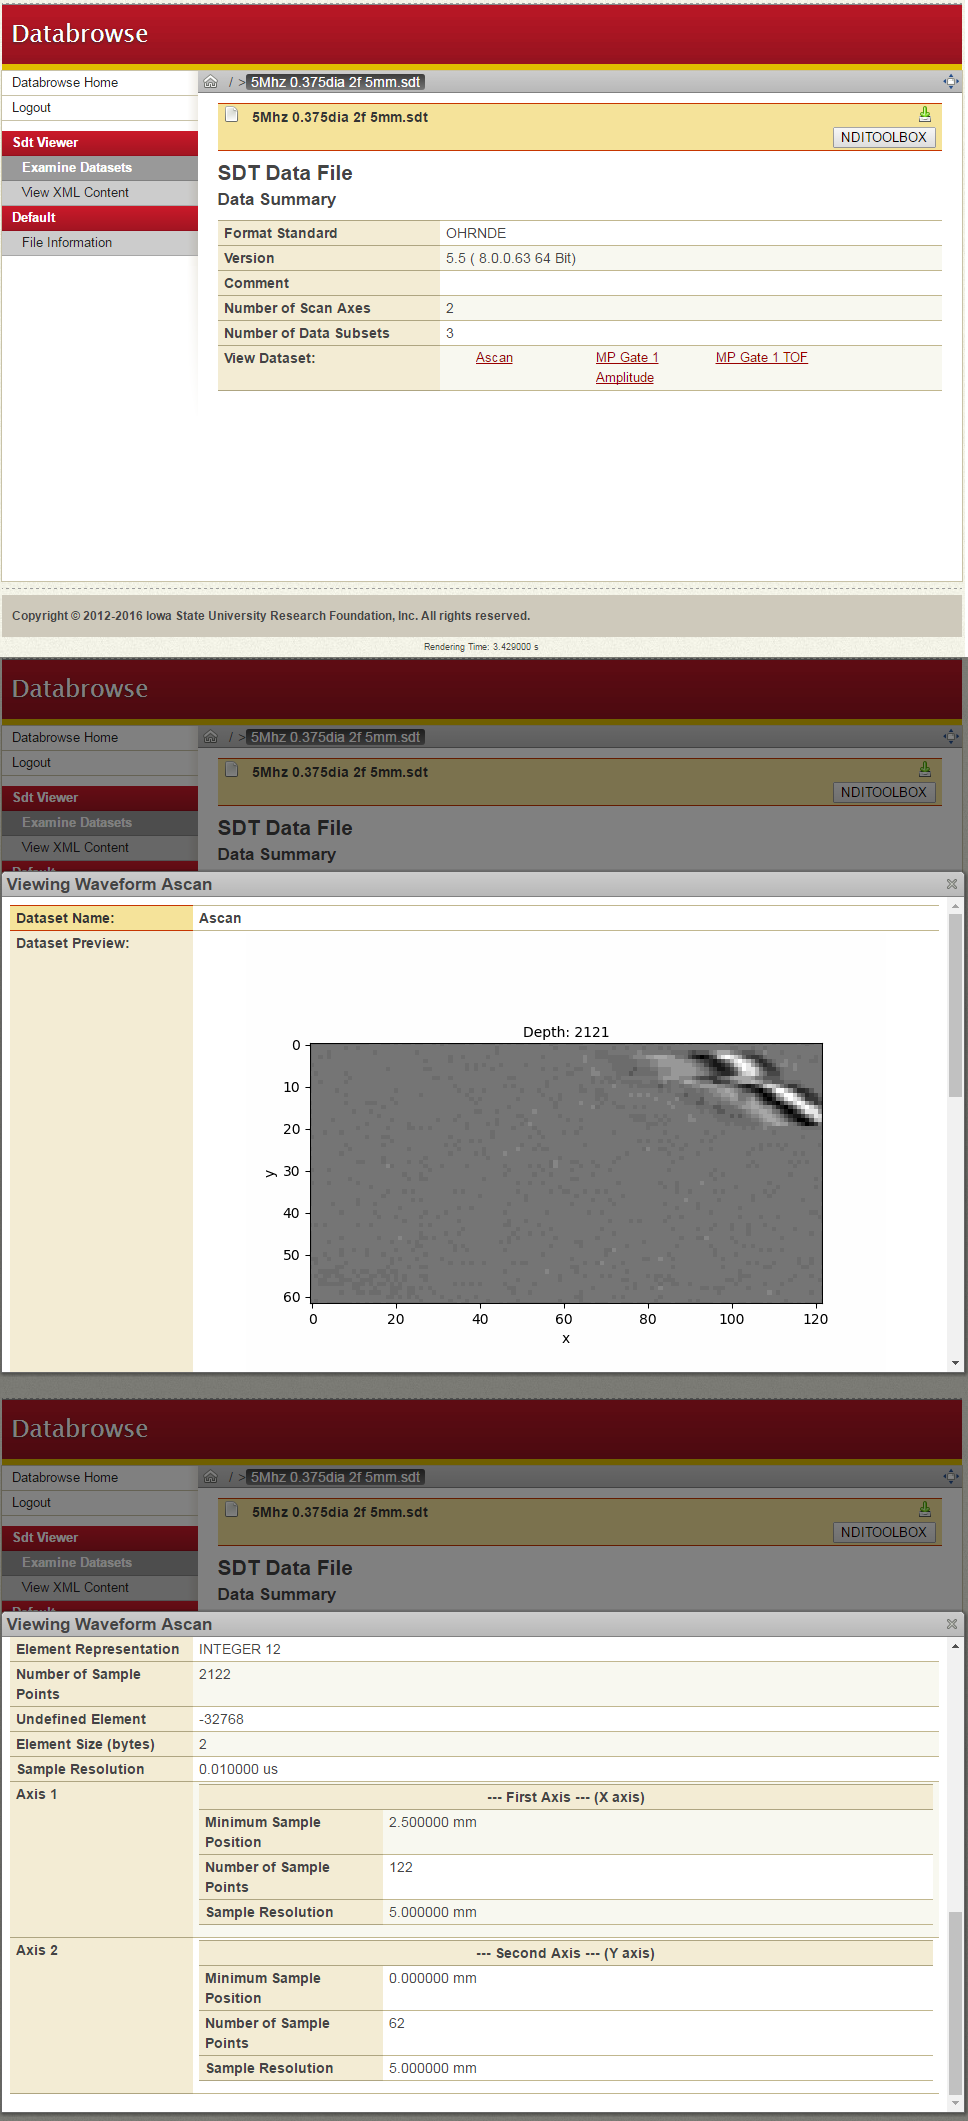 Databrowse
Databrowse Home
Logout
Sdt Viewer
Examine Datasets
View XML Content
Default
File Information
/ > 5Mhz 0.375dia 2f 5mm.sdt
5Mhz 0.375dia 2f 5mm.sdt
NDITOOLBOX
SDT Data File
Data Summary
Format Standard OHRNDE
Version 5.5 ( 8.0.0.63 64 Bit)
Comment
Number of Scan Axes 2
Number of Data Subsets 3
View Dataset: Ascan MP Gate 1 Amplitude MP Gate 1 TOF
Copyright © 2012-2016 Iowa State University Research Foundation, Inc. All rights reserved.
Rendering Time: 3.429000 s
Databrowse
Databrowse Home
Logout
Sdt Viewer
Examine Datasets
View XML Content
Default
/ > 5Mhz 0.375dia 2f 5mm.sdt
5Mhz 0.375dia 2f 5mm.sdt
NDITOOLBOX
SDT Data File
Data Summary
Viewing Waveform Ascan
Dataset Name: Ascan
Dataset Preview:
Depth: 2121
0
10
20
30
40
50
60
y
0 20 40 60 80 100 120
x
Databrowse
Databrowse Home
Logout
Sdt Viewer
Examine Datasets
View XML Content
Default
/ > 5Mhz 0.375dia 2f 5mm.sdt
5Mhz 0.375dia 2f 5mm.sdt
NDITOOLBOX
SDT Data File
Data Summary
Viewing Waveform Ascan
Element Representation INTEGER 12
Number of Sample Points 2122
Undefined Element -32768
Element Size (bytes) 2
Sample Resolution 0.010000 us
Axis 1
--- First Axis --- (X axis)
Minimum Sample Position 2.500000 mm
Number of Sample Points 122
Sample Resolution 5.000000 mm
Axis 2
--- Second Axis --- (Y axis)
Minimum Sample Position 0.000000 mm
Number of Sample Points 62
Sample Resolution 5.000000 mm